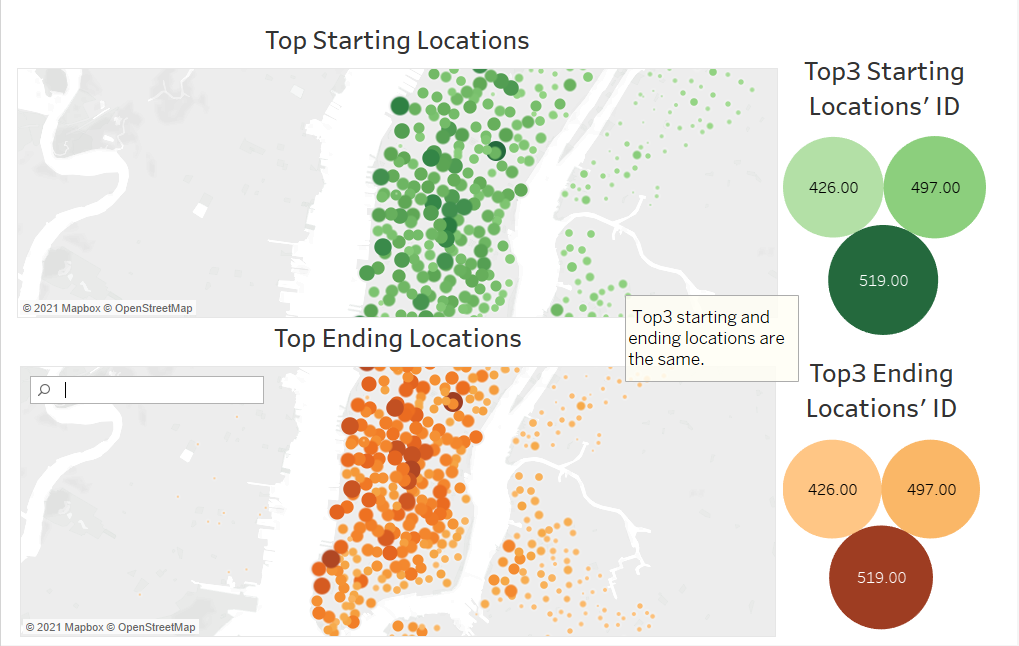 Top Starting Locations
© 2021 Mapbox © OpenStreetMap
Top3 Starting
Locations’ ID
426.00
497.00
519.00
Top3 starting and
ending locations are
the same.
Top Ending Locations
© 2021 Mapbox © OpenStreetMap
Top3 Ending
Locations’ ID
426.00
497.00
519.00